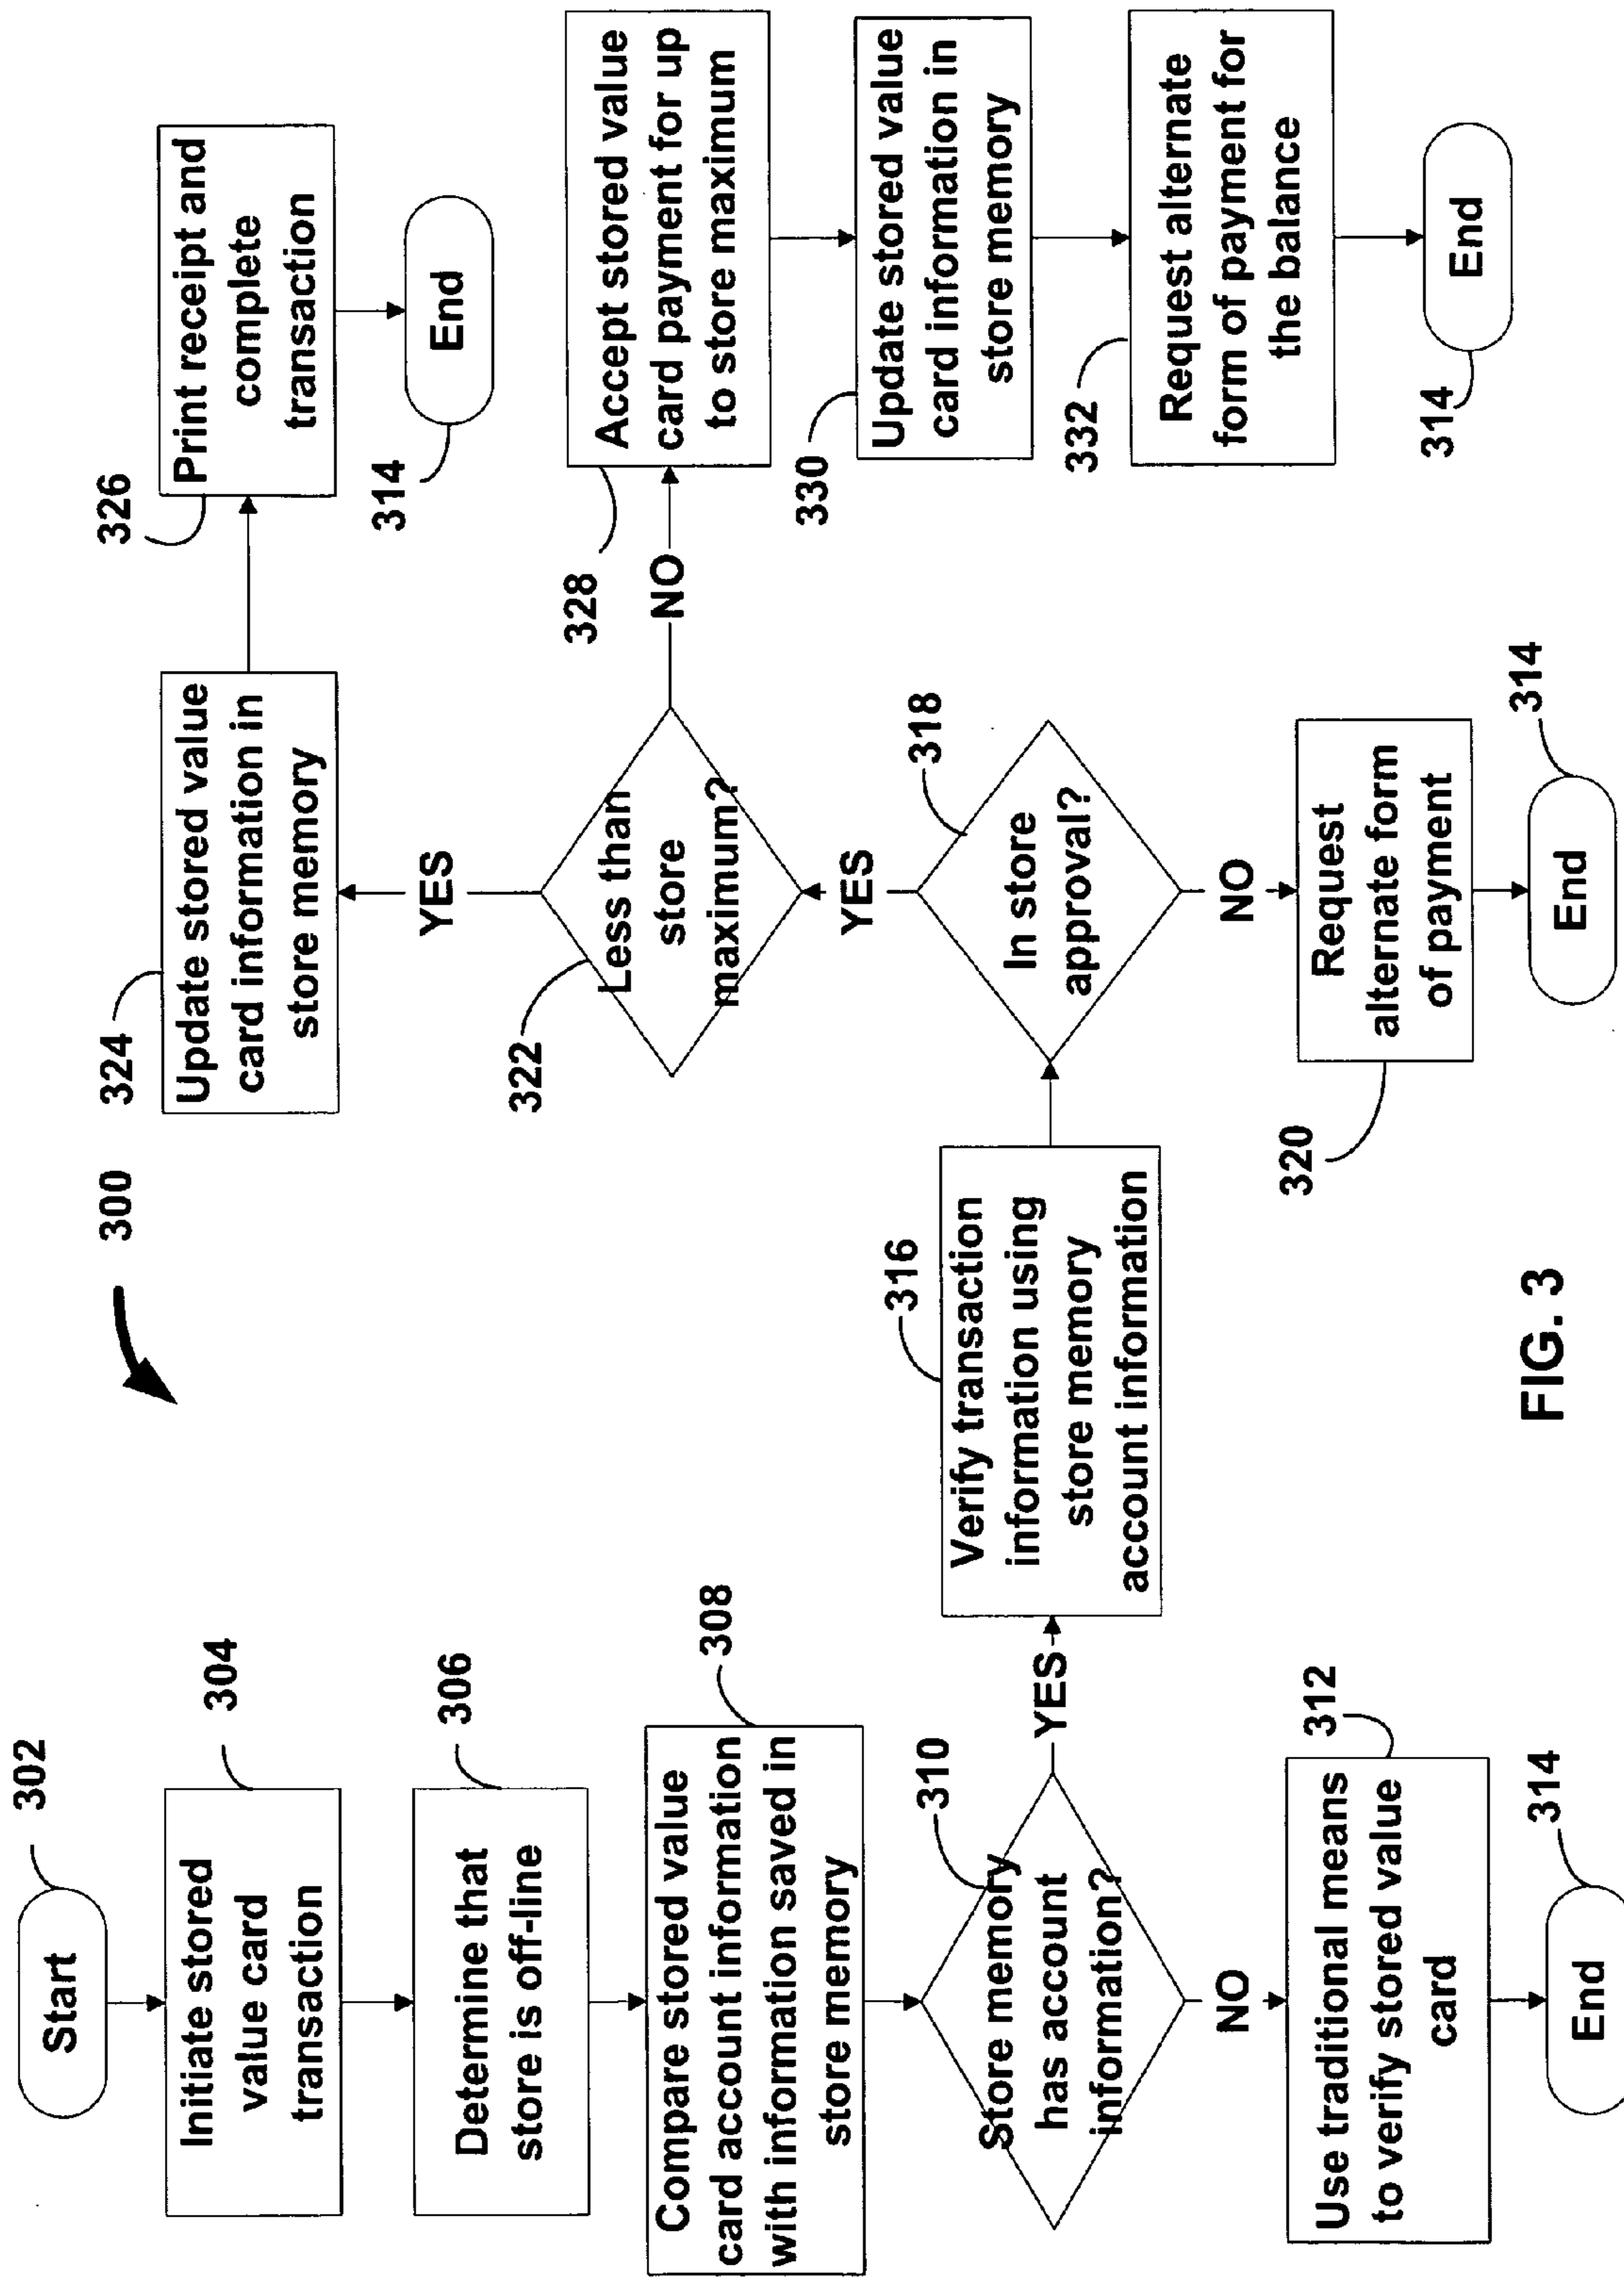 300
302
Start
304
Initiate stored
value card
transaction
306
Determine that
store is off-line
308
Compare stored value
card account information
with information saved in
store memory
310
Store memory
has account
information?
YES
NO
312
Use traditional means
to verify stored value
card
314
End
316
Verify transaction
information using
store memory
account information
318
In store
approval?
YES
NO
320
Request
alternate form
of payment
314
End
322
Less than
store
maximum?
YES
NO
324
Update stored value
card information in
store memory
326
Print receipt and
complete
transaction
314
End
328
Accept stored value
card payment for up
to store maximum
330
Update stored value
card information in
store memory
332
Request alternate
form of payment for
the balance
314
End
FIG. 3